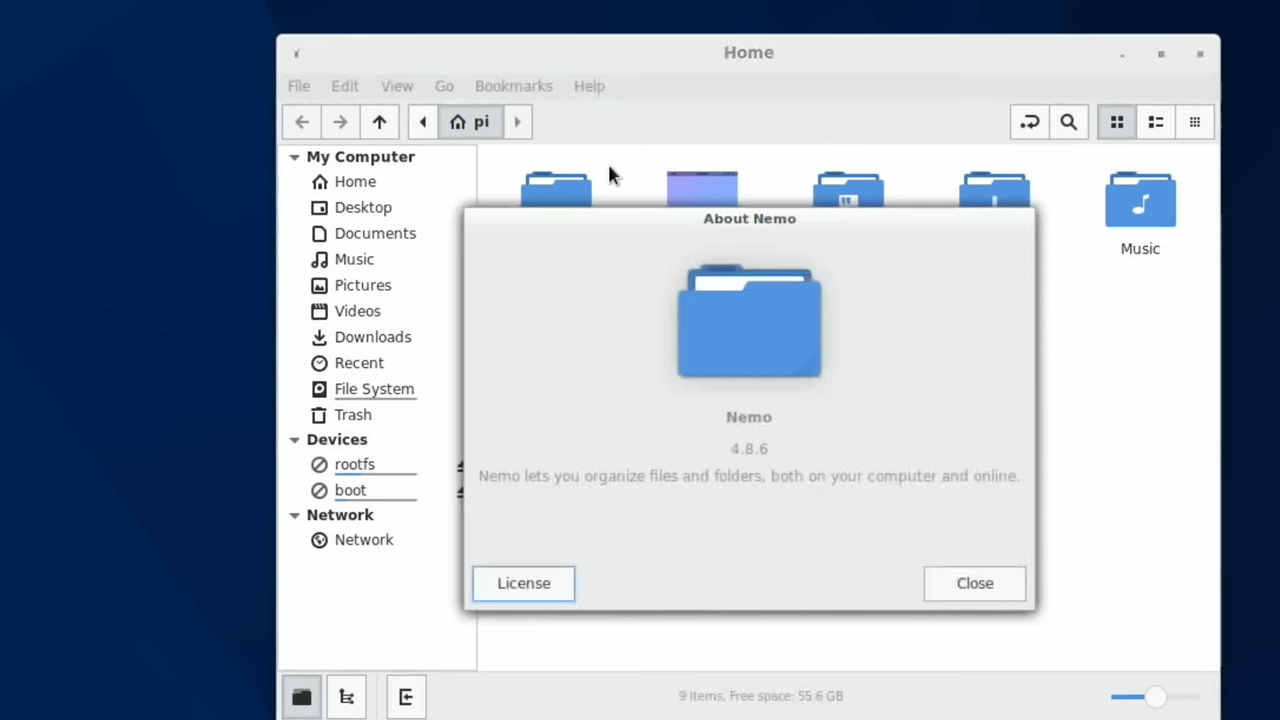 Home
File Edit View Go Bookmarks Help
pi
My Computer
Home
Desktop
Documents
Music
Pictures
Videos
Downloads
Recent
File System
Trash
Devices
rootfs
boot
Network
Network
Music
About Nemo
Nemo
4.8.6
Nemo lets you organize files and folders, both on your computer and online.
License Close
9 items, Free space: 55.6 GB